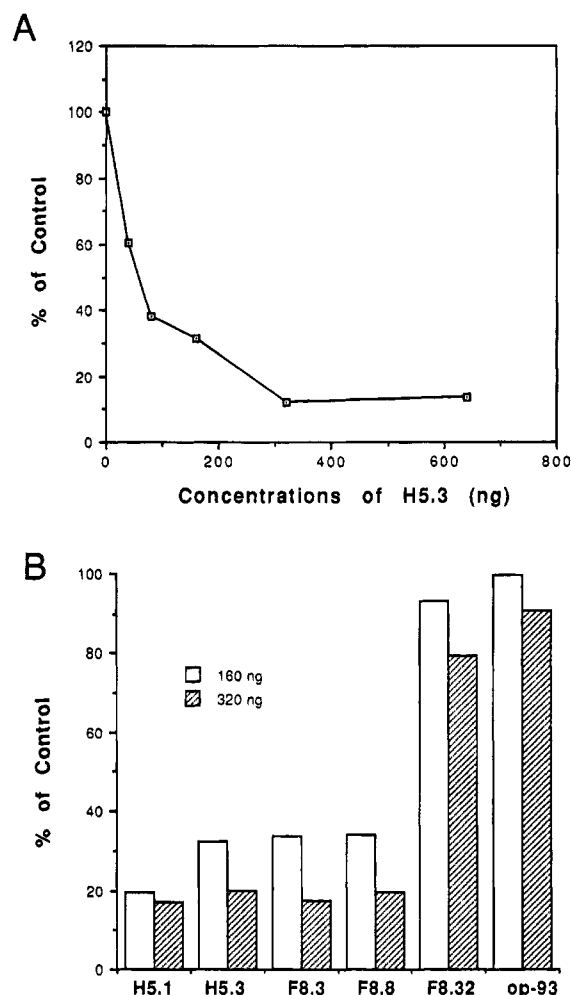 A
120
100
80
60
40
20
0
% of Control
0 200 400 600 800
Concentrations of H5.3 (ng)
B
100
80
60
40
20
0
% of Control
160 ng
320 ng
H5.1 H5.3 F8.3 F8.8 F8.32 op-93